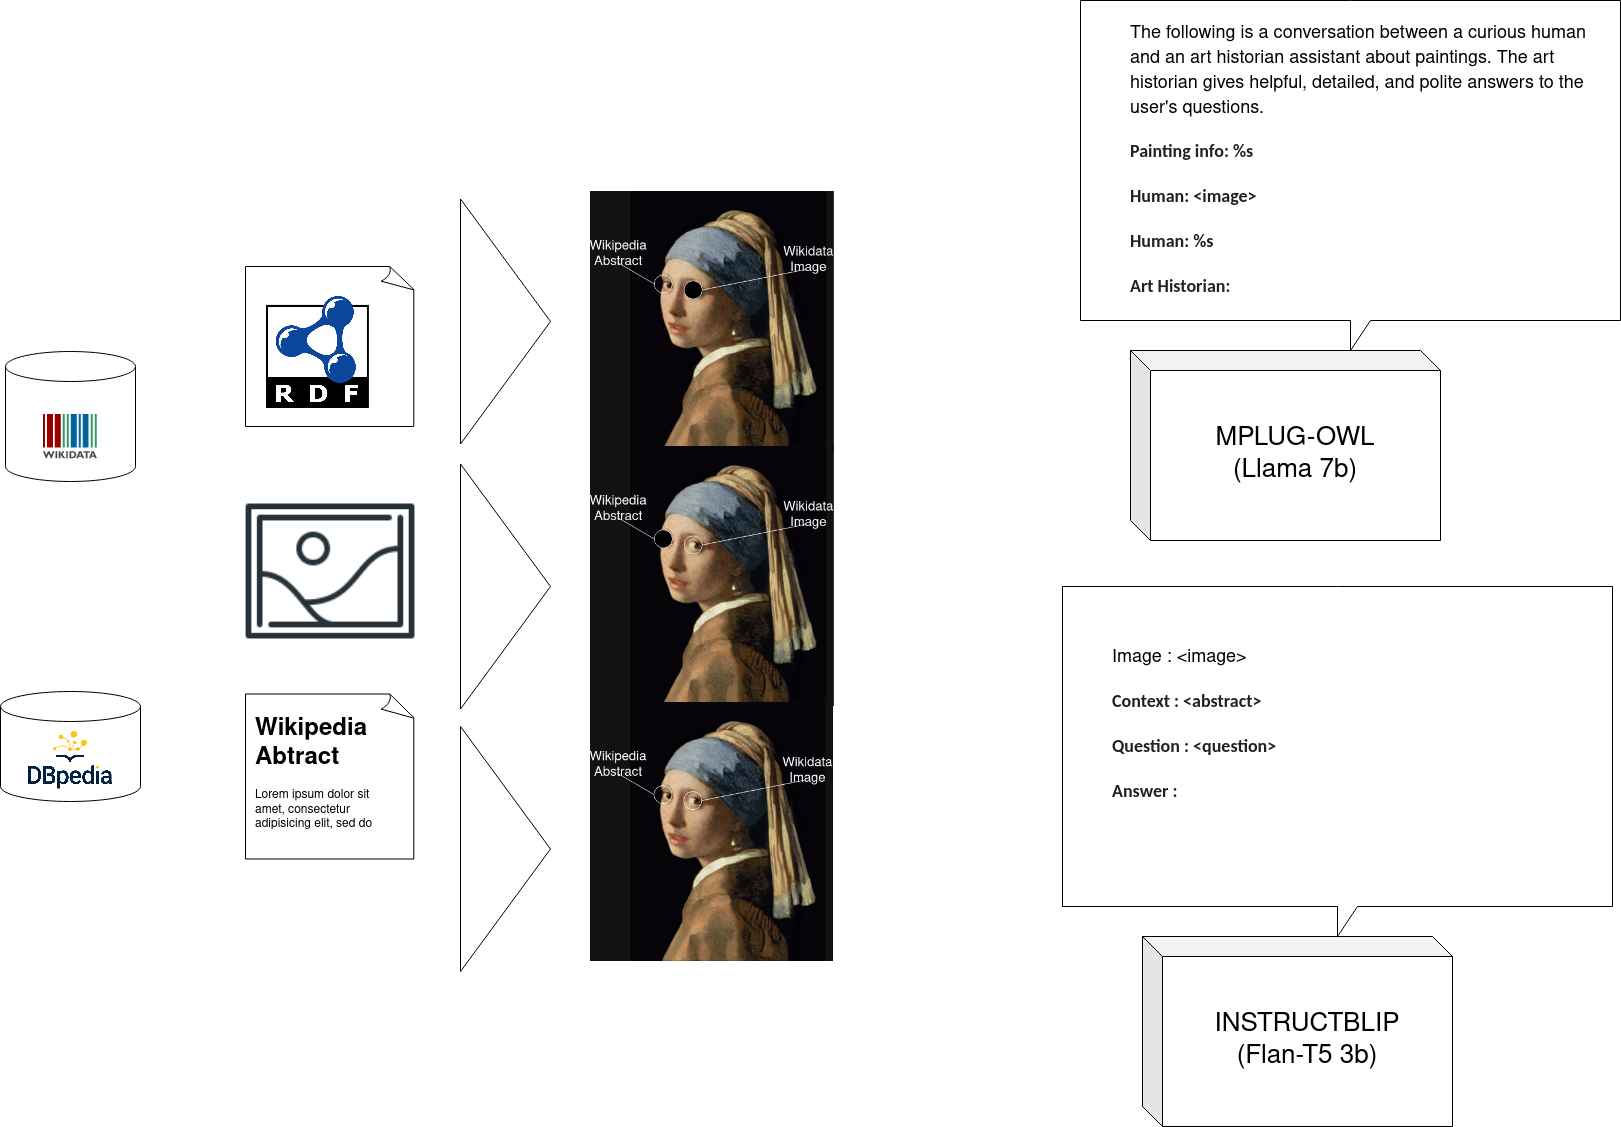 WIKIDATA
DBpedia
R D F
Wikipedia
Abtract
Lorem ipsum dolor sit
amet, consectetur
adipisicing elit, sed do
Wikipedia
Abstract
Wikidata
Image
Wikipedia
Abstract
Wikidata
Image
Wikipedia
Abstract
Wikidata
Image
The following is a conversation between a curious human
and an art historian assistant about paintings. The art
historian gives helpful, detailed, and polite answers to the
user's questions.
Painting info: %s
Human: <image>
Human: %s
Art Historian:
MPLUG-OWL
(Llama 7b)
Image : <image>
Context : <abstract>
Question : <question>
Answer :
INSTRUCTBLIP
(Flan-T5 3b)